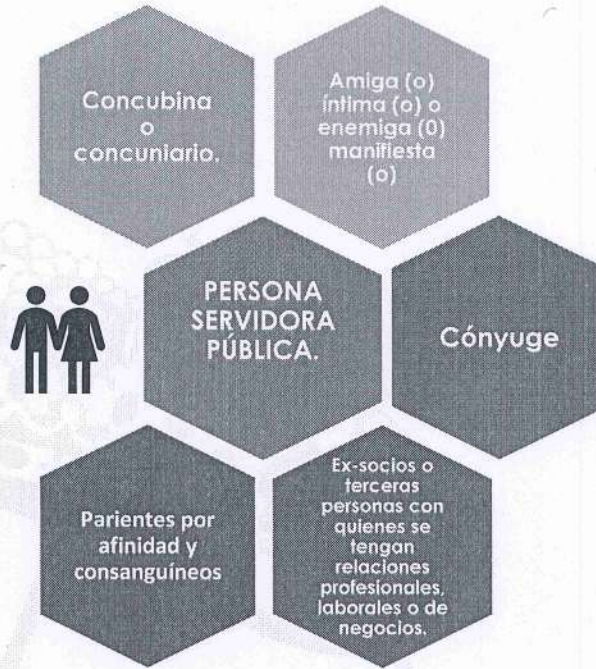 Concubina
o
concuniario.
Amiga (o)
íntima (o) o
enemiga (0)
manifiesta
(o)
PERSONA
SERVIDORA
PÚBLICA.
Cónyuge
Parientes por
afinidad y
consanguíneos
Ex-socios o
terceras
personas con
quienes se
tengan
relaciones
profesionales,
laborales o de
negocios.